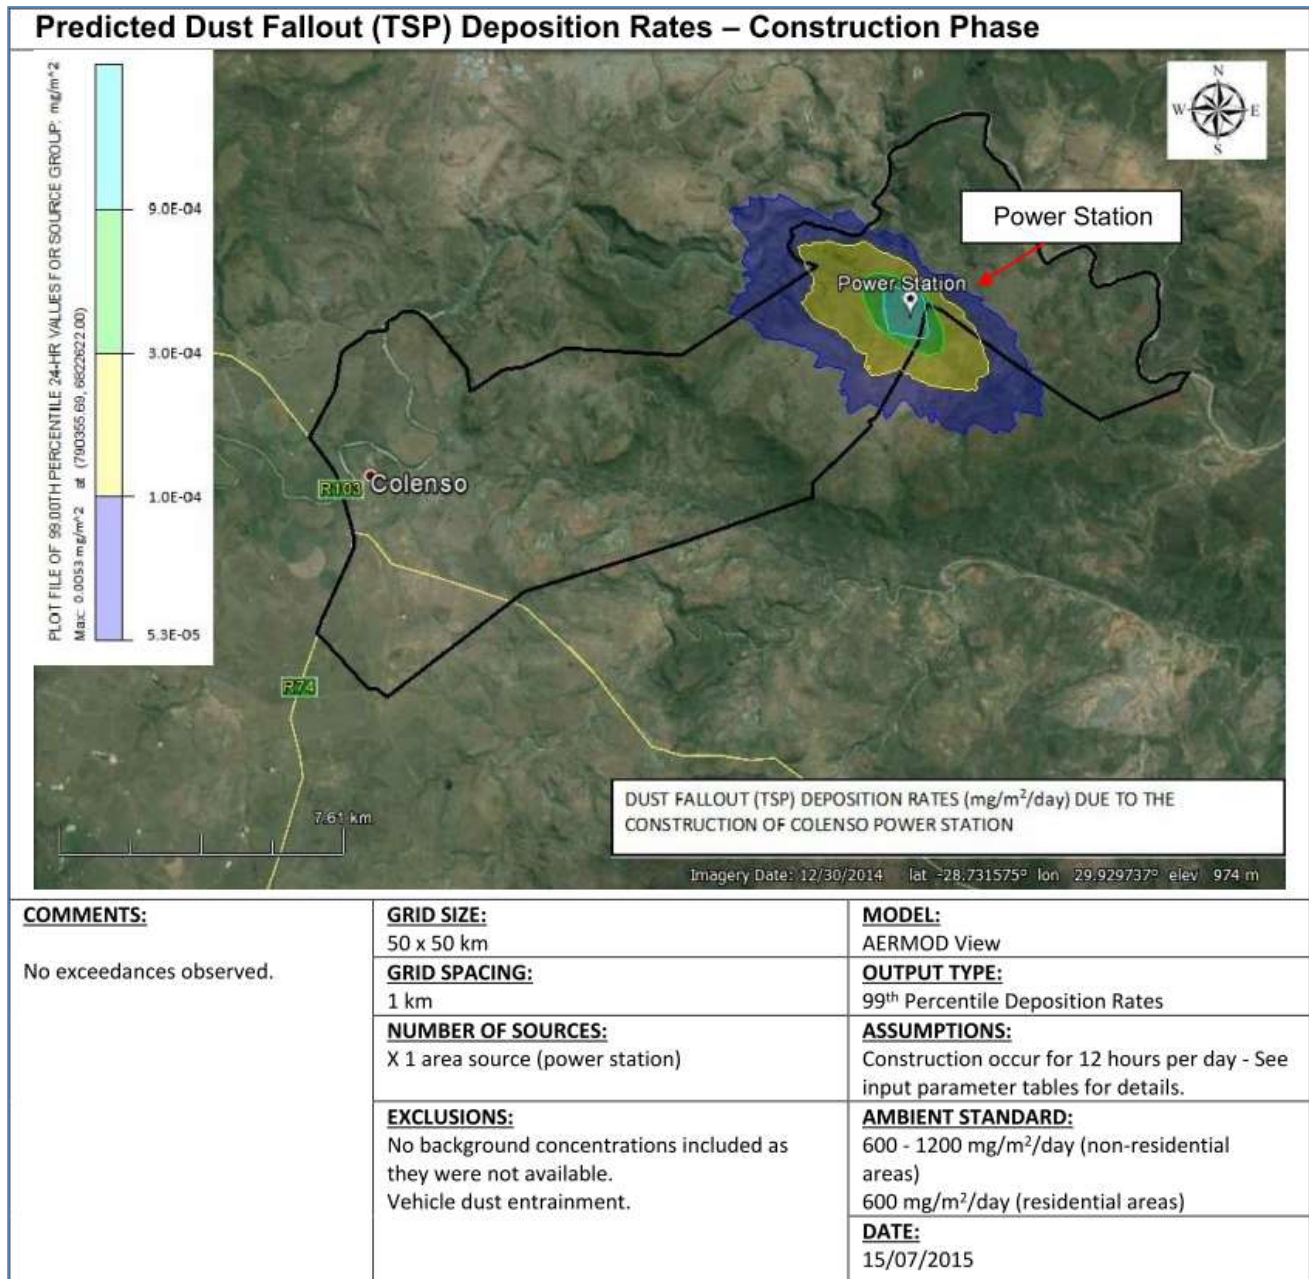 Predicted Dust Fallout (TSP) Deposition Rates – Construction Phase
PLOT FILE OF 99.00TH PERCENTILE 24-HR VALUES FOR SOURCE GROUP: mg/m^2
Max: 0.0053 mg/m^2 at (790355.69, 6822622.00)
9.0E-04
3.0E-04
1.0E-04
5.3E-05
N
W
E
S
Power Station
Power Station
R103
Colenso
R74
7.61 km
DUST FALLOUT (TSP) DEPOSITION RATES (mg/m²/day) DUE TO THE
CONSTRUCTION OF COLENSO POWER STATION
Imagery Date: 12/30/2014 lat -28.731575° lon 29.929737° elev 974 m
COMMENTS:
No exceedances observed.
GRID SIZE:
50 x 50 km
GRID SPACING:
1 km
NUMBER OF SOURCES:
X 1 area source (power station)
EXCLUSIONS:
No background concentrations included as
they were not available.
Vehicle dust entrainment.
MODEL:
AERMOD View
OUTPUT TYPE:
99th Percentile Deposition Rates
ASSUMPTIONS:
Construction occur for 12 hours per day - See
input parameter tables for details.
AMBIENT STANDARD:
600 - 1200 mg/m²/day (non-residential
areas)
600 mg/m²/day (residential areas)
DATE:
15/07/2015